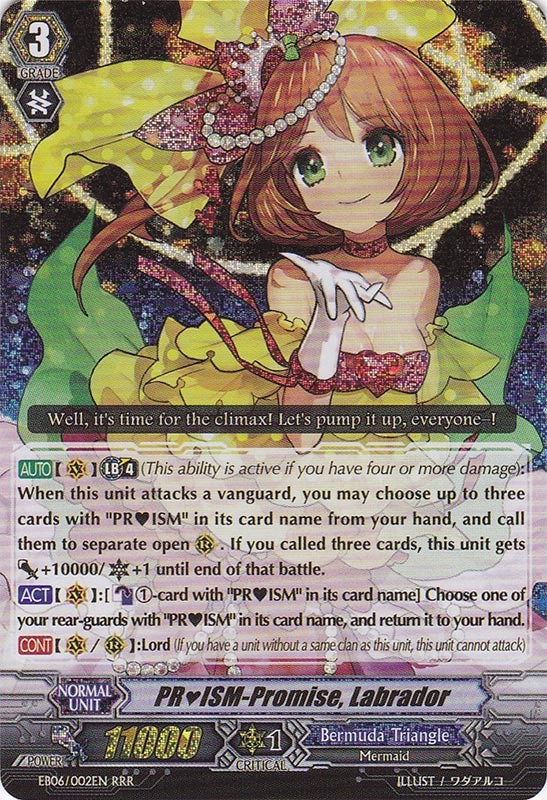 3
GRADE
Well, it's time for the climax! Let's pump it up, everyone-!
AUTO【 】LB4 (This ability is active if you have four or more damage):
When this unit attacks a vanguard, you may choose up to three
cards with "PR♥ISM" in its card name from your hand, and call
them to separate open . If you called three cards, this unit gets
+10000/ +1 until end of that battle.
ACT【 】:[ ①-card with "PR♥ISM" in its card name] Choose one of
your rear-guards with "PR♥ISM" in its card name, and return it to your hand.
CONT【 / 】:Lord (If you have a unit without a same clan as this unit, this unit cannot attack)
NORMAL
UNIT
PR♥ISM-Promise, Labrador
POWER
11000
1
CRITICAL
Bermuda Triangle
Mermaid
EB06/002EN RRR
ILLUST / ワダアルコ